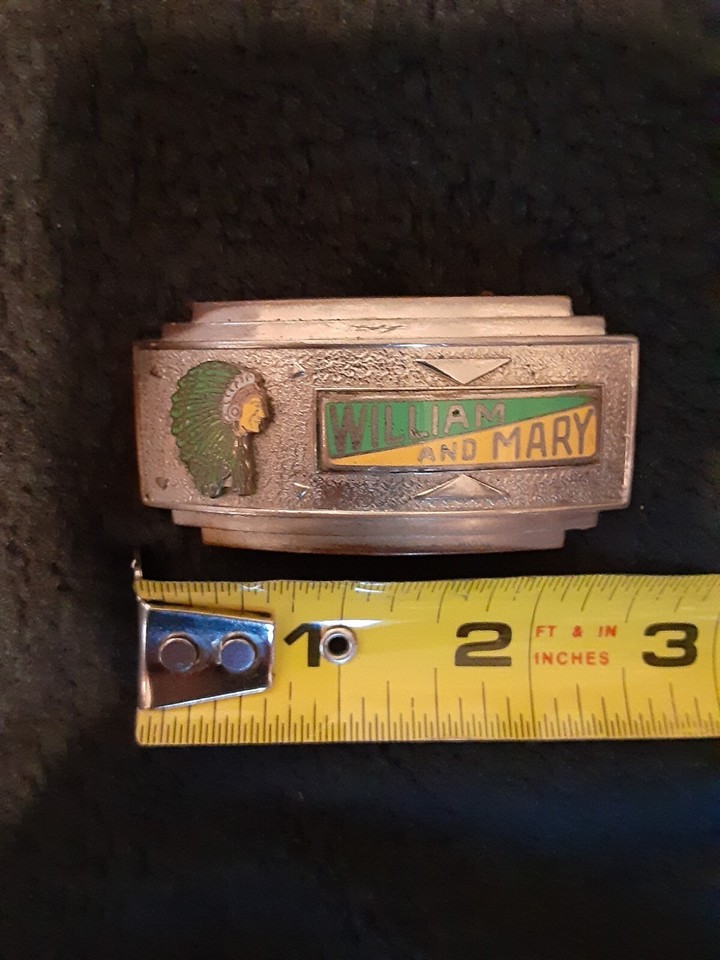 WILLIAM
AND MARY
1 2 FT & IN 3
INCHES